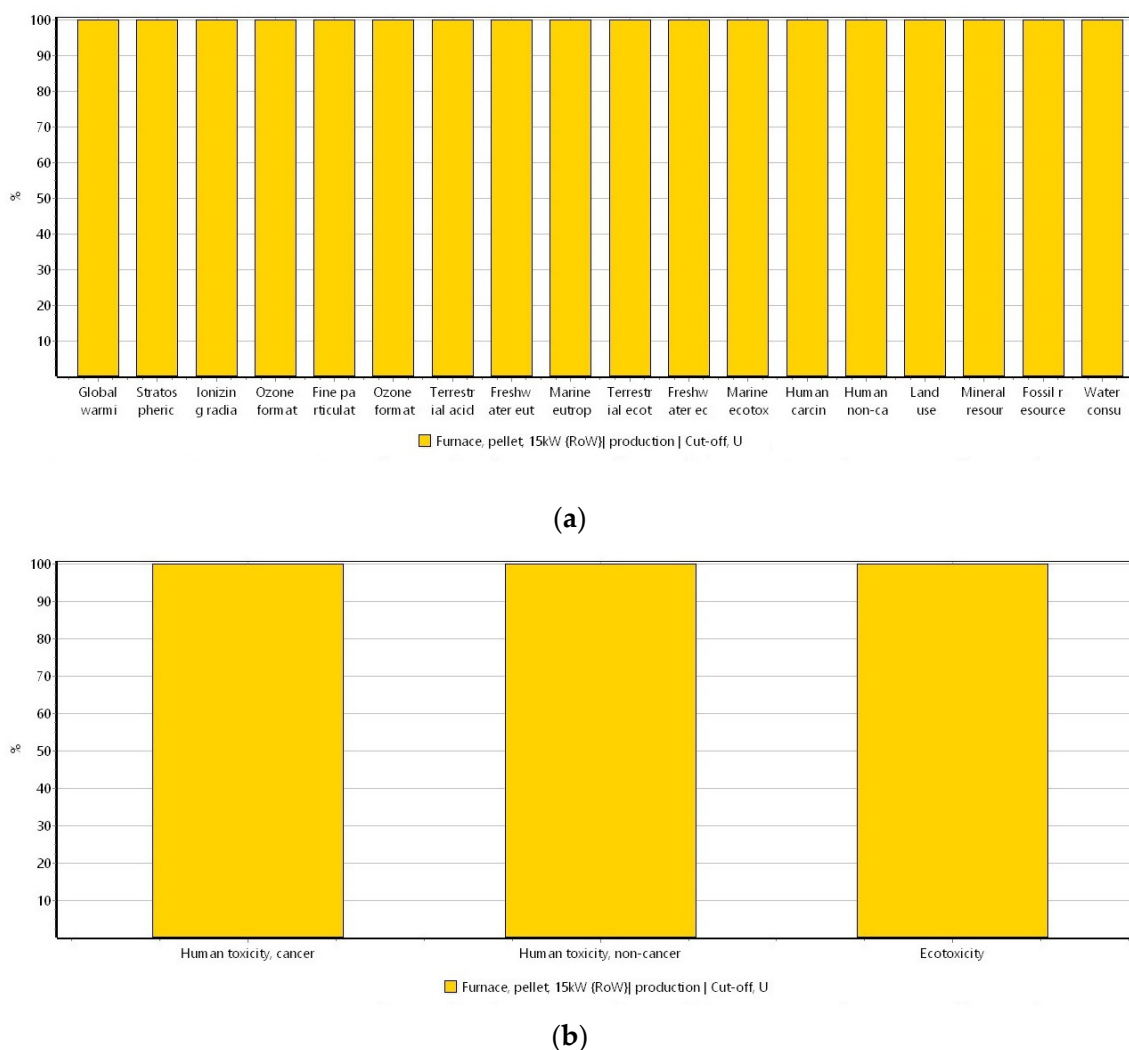 100
90
80
70
60
50
40
30
20
10
%
Global warmi
Stratos pheric
Ionizin g radia
Ozone format
Fine pa rticulat
Ozone format
Terrestr ial acid
Freshw ater eut
Marine eutrop
Terrestr ial ecot
Freshw ater ec
Marine ecotox
Human carcin
Human non-ca
Land use
Mineral resour
Fossil r esource
Water consu
Furnace, pellet, 15kW {RoW}| production | Cut-off, U
(a)
100
90
80
70
60
50
40
30
20
10
%
Human toxicity, cancer
Human toxicity, non-cancer
Ecotoxicity
Furnace, pellet, 15kW {RoW}| production | Cut-off, U
(b)